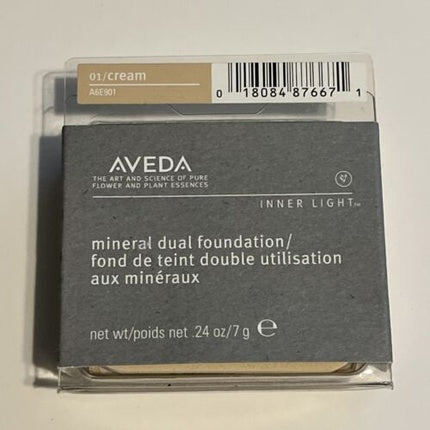 01/cream
A6E901
0 18084 87667 1
AVEDA
THE ART AND SCIENCE OF PURE
FLOWER AND PLANT ESSENCES
INNER LIGHT™
mineral dual foundation/
fond de teint double utilisation
aux minéraux
net wt/poids net .24 oz/7 g ℮